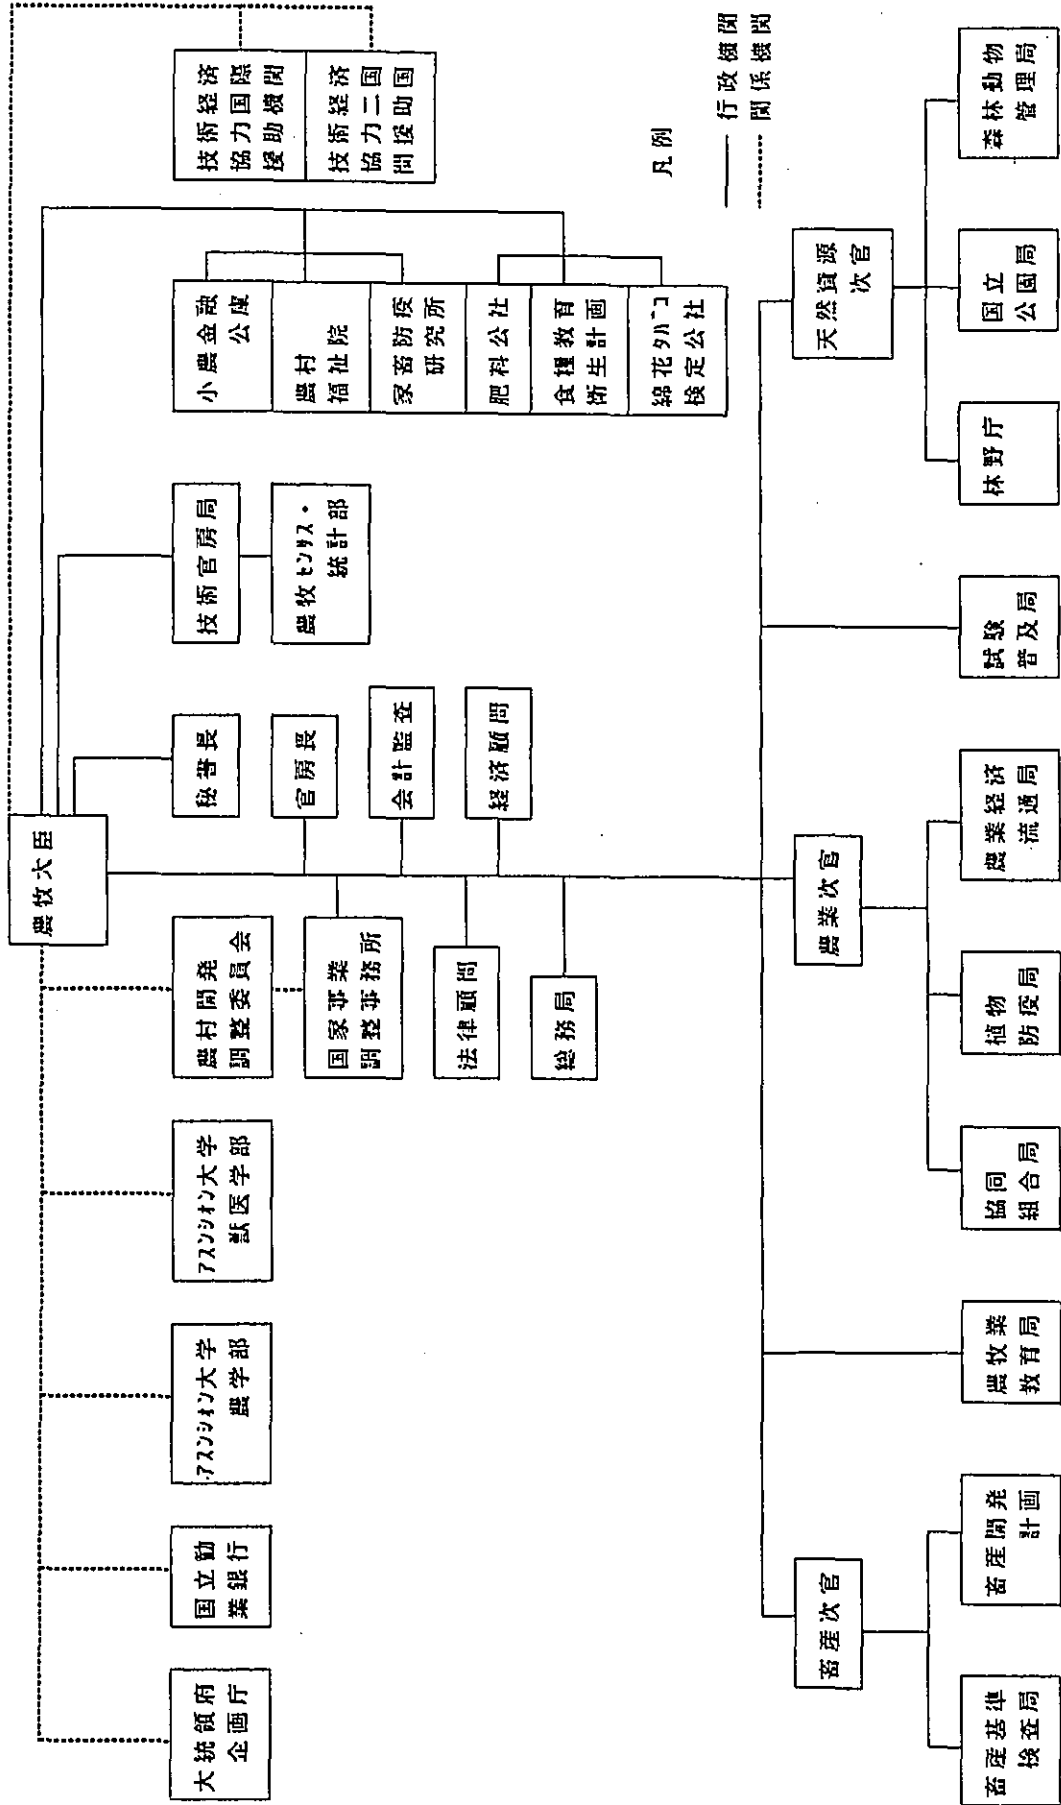 農牧大臣
大統領府
企画庁
国立勧
業銀行
アスンシオン大学
農学部
アスンシオン大学
獣医学部
農村開発
調整委員会
秘書長
技術官房局
小農金融
公庫
農村
福祉院
家畜防疫
研究所
肥料公社
食糧教育
衛生計画
綿花タバコ
検定公社
技術経済
協力国際
援助機関
技術経済
協力二国
間援助国
国家事業
調整事務所
官房長
農牧センサス・
統計部
会計監査
法律顧問
経済顧問
総務局
凡例
行政機関
関係機関
畜産次官
農業次官
天然資源
次官
畜産基準
検査局
畜産開発
計画
農牧業
教育局
協同
組合局
植物
防疫局
農業経済
流通局
試験
普及局
林野庁
国立
公園局
森林動物
管理局